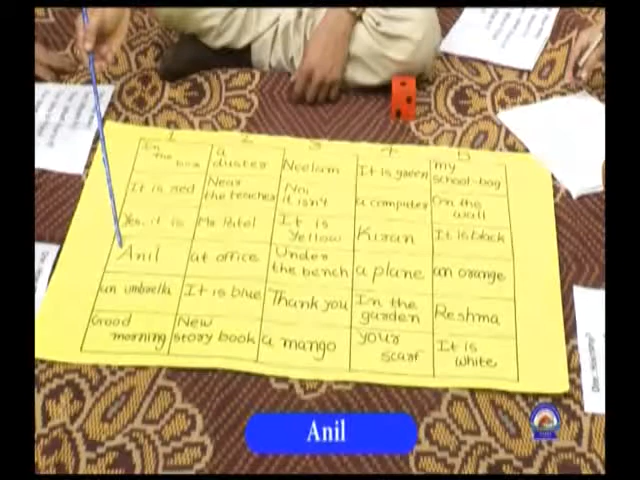 1 2 3 4 5
In the box
a duster
Neelam
It is green
my school-bag
It is red
Near the teacher
No, it isn't
a computer
On the wall
Yes, it is
Mr. Patel
It is Yellow
Kiran
It is black
Anil
at office
Under the bench
a plane
an orange
an umbrella
It is blue
Thank you
In the garden
Reshma
Good morning
New story book
a mango
your scarf
It is white
Anil